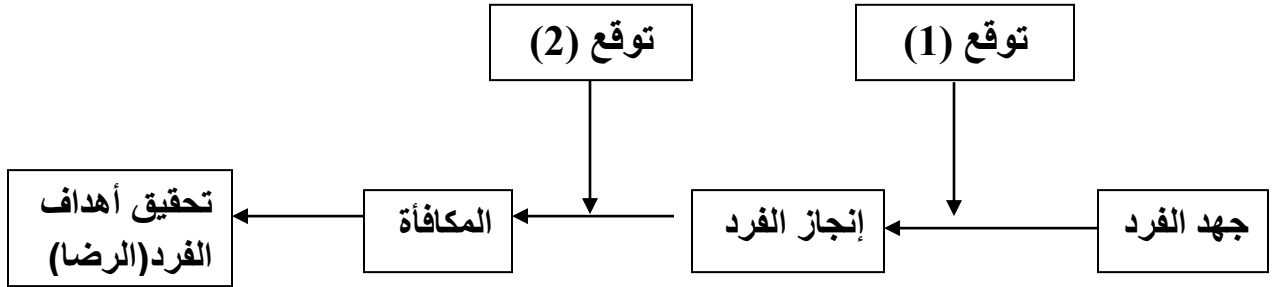 توقع (1)
توقع (2)
جهد الفرد
إنجاز الفرد
المكافأة
تحقيق أهداف
الفرد(الرضا)